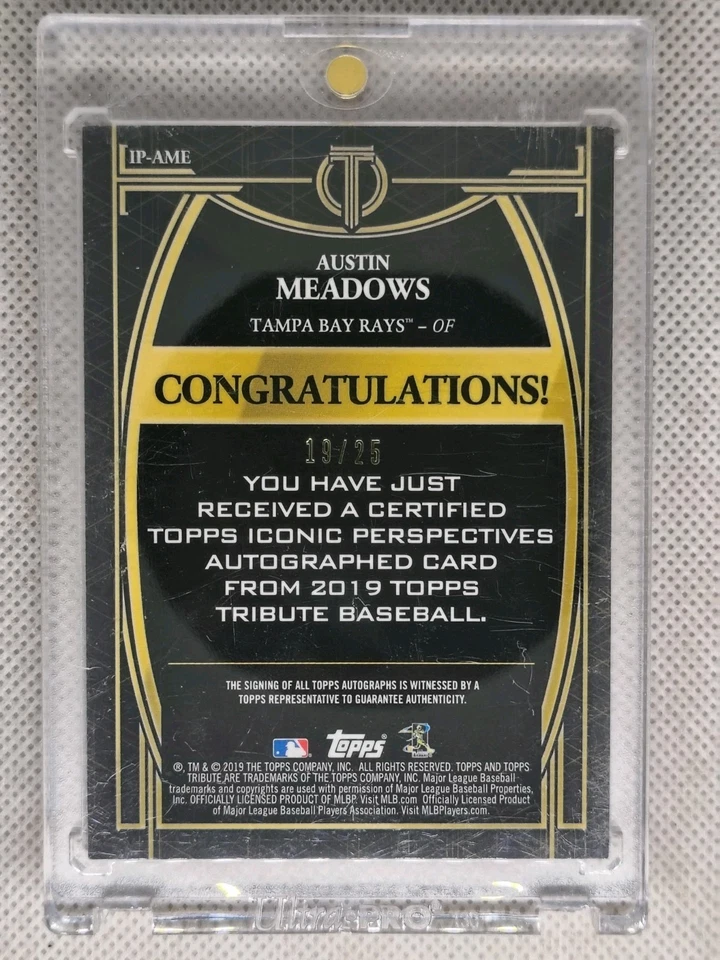 IP-AME
AUSTIN
MEADOWS
TAMPA BAY RAYS™ – OF
CONGRATULATIONS!
19/25
YOU HAVE JUST
RECEIVED A CERTIFIED
TOPPS ICONIC PERSPECTIVES
AUTOGRAPHED CARD
FROM 2019 TOPPS
TRIBUTE BASEBALL.
THE SIGNING OF ALL TOPPS AUTOGRAPHS IS WITNESSED BY A
TOPPS REPRESENTATIVE TO GUARANTEE AUTHENTICITY.
Topps
®, TM & © 2019 THE TOPPS COMPANY, INC. ALL RIGHTS RESERVED. TOPPS AND TOPPS
TRIBUTE ARE TRADEMARKS OF THE TOPPS COMPANY, INC. Major League Baseball
trademarks and copyrights are used with permission of Major League Baseball Properties,
Inc. OFFICIALLY LICENSED PRODUCT OF MLBP. Visit MLB.com Officially Licensed Product
of Major League Baseball Players Association. Visit MLBPlayers.com.
Ultra PRO